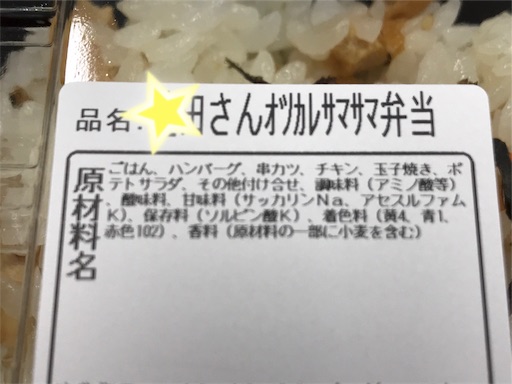 品名: 田さんｵﾂｶﾚｻﾏｻﾏ弁当
原材料名
ごはん、ハンバーグ、串カツ、チキン、玉子焼き、ポ
テトサラダ、その他付け合せ、調味料（アミノ酸等）
、酸味料、甘味料（サッカリンNa、アセスルファム
K）、保存料（ソルビン酸K）、着色料（黄4、青1、
赤色102）、香料（原材料の一部に小麦を含む）